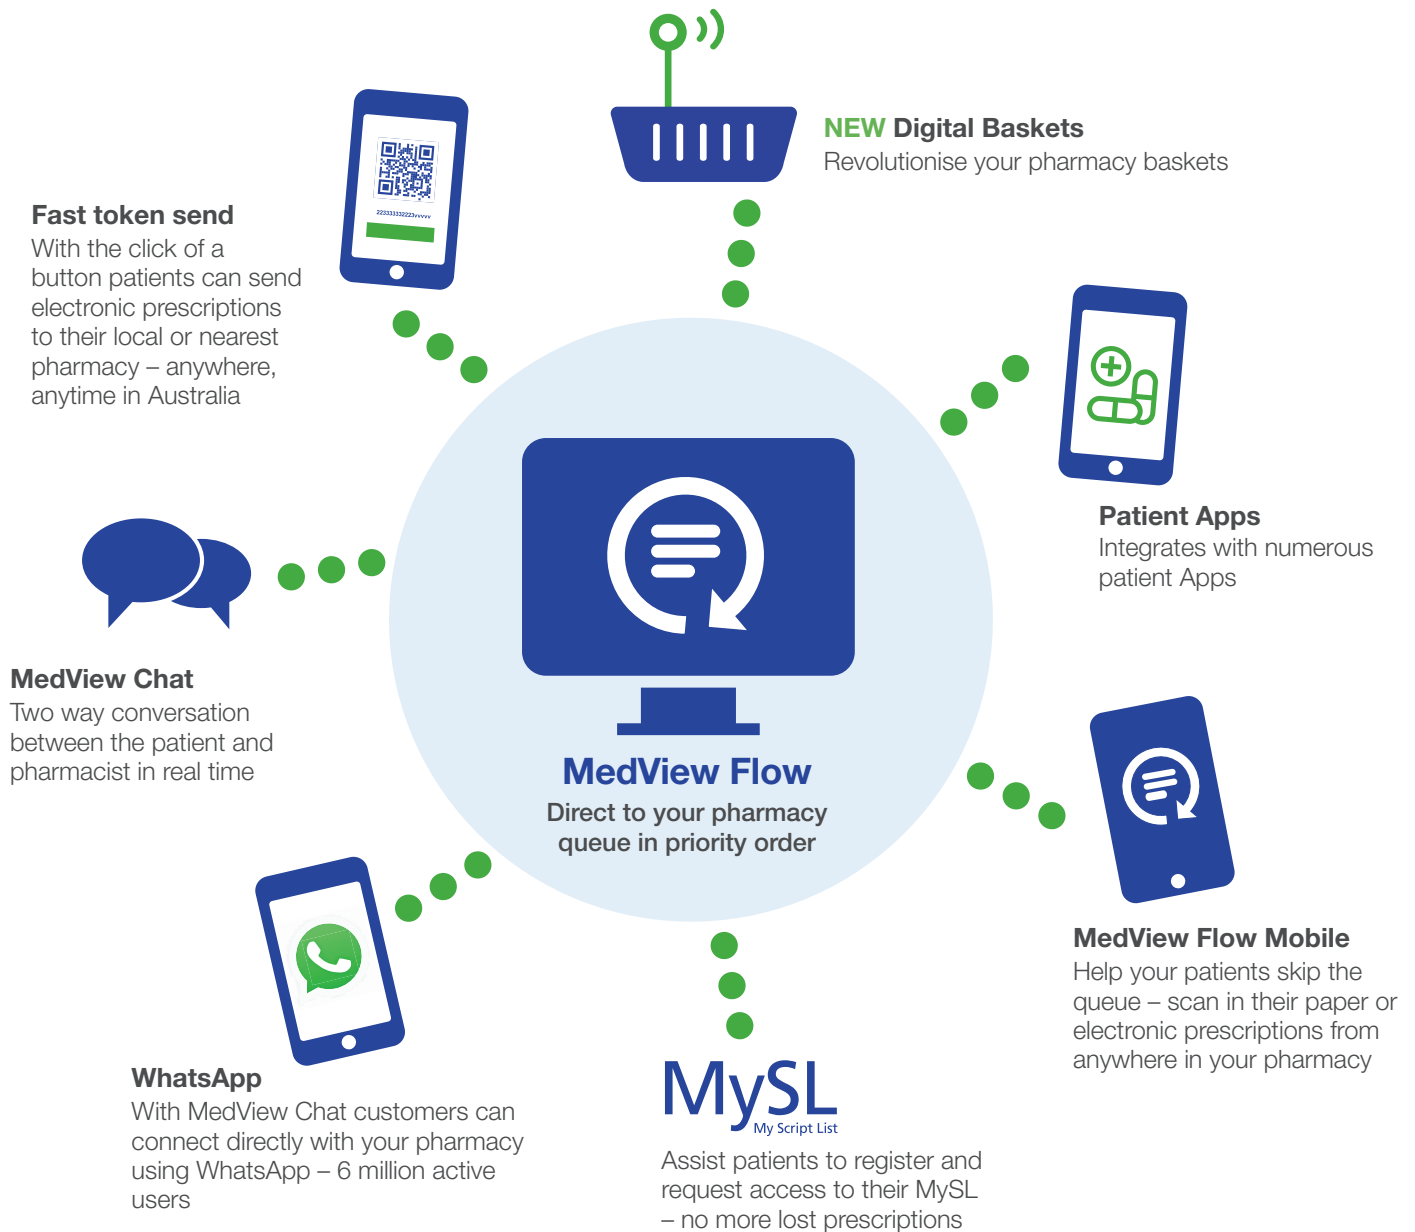 NEW Digital Baskets
Revolutionise your pharmacy baskets
223333332223vvvvv
Fast token send
With the click of a
button patients can send
electronic prescriptions
to their local or nearest
pharmacy – anywhere,
anytime in Australia
Patient Apps
Integrates with numerous
patient Apps
MedView Chat
Two way conversation
between the patient and
pharmacist in real time
MedView Flow
Direct to your pharmacy
queue in priority order
MedView Flow Mobile
Help your patients skip the
queue – scan in their paper or
electronic prescriptions from
anywhere in your pharmacy
WhatsApp
With MedView Chat customers can
connect directly with your pharmacy
using WhatsApp – 6 million active
users
MySL
My Script List
Assist patients to register and
request access to their MySL
– no more lost prescriptions